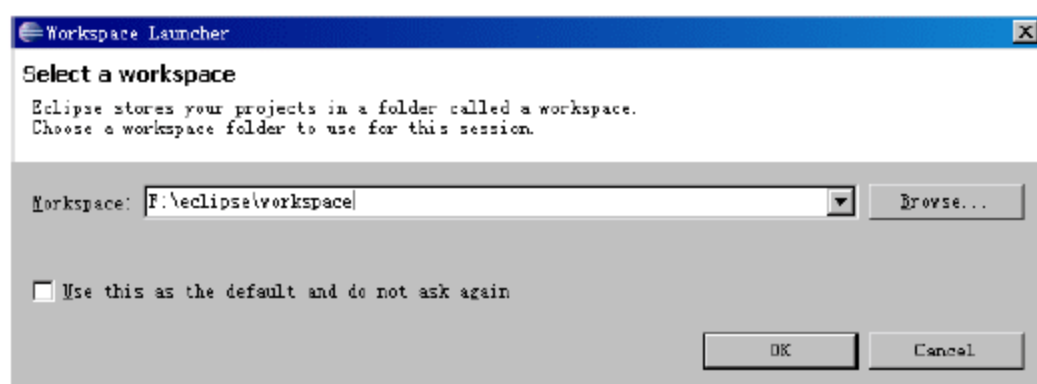 Workspace Launcher
Select a workspace
Eclipse stores your projects in a folder called a workspace.
Choose a workspace folder to use for this session.
Workspace: F:\eclipse\workspace Browse...
Use this as the default and do not ask again
OK Cancel